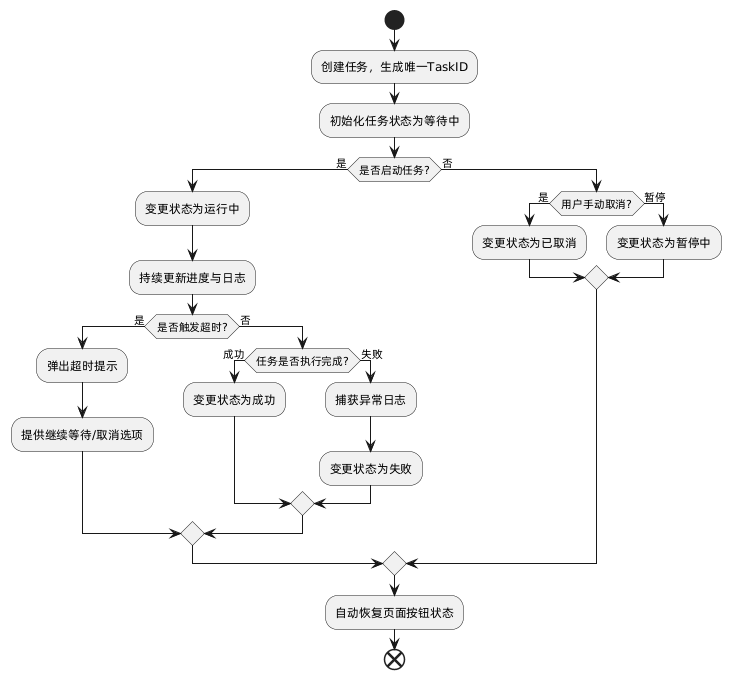 创建任务，生成唯一TaskID
初始化任务状态为等待中
是
是否启动任务?
否
变更状态为运行中
持续更新进度与日志
是
是否触发超时?
否
弹出超时提示
提供继续等待/取消选项
成功
任务是否执行完成?
失败
变更状态为成功
捕获异常日志
变更状态为失败
是
用户手动取消?
暂停
变更状态为已取消
变更状态为暂停中
自动恢复页面按钮状态